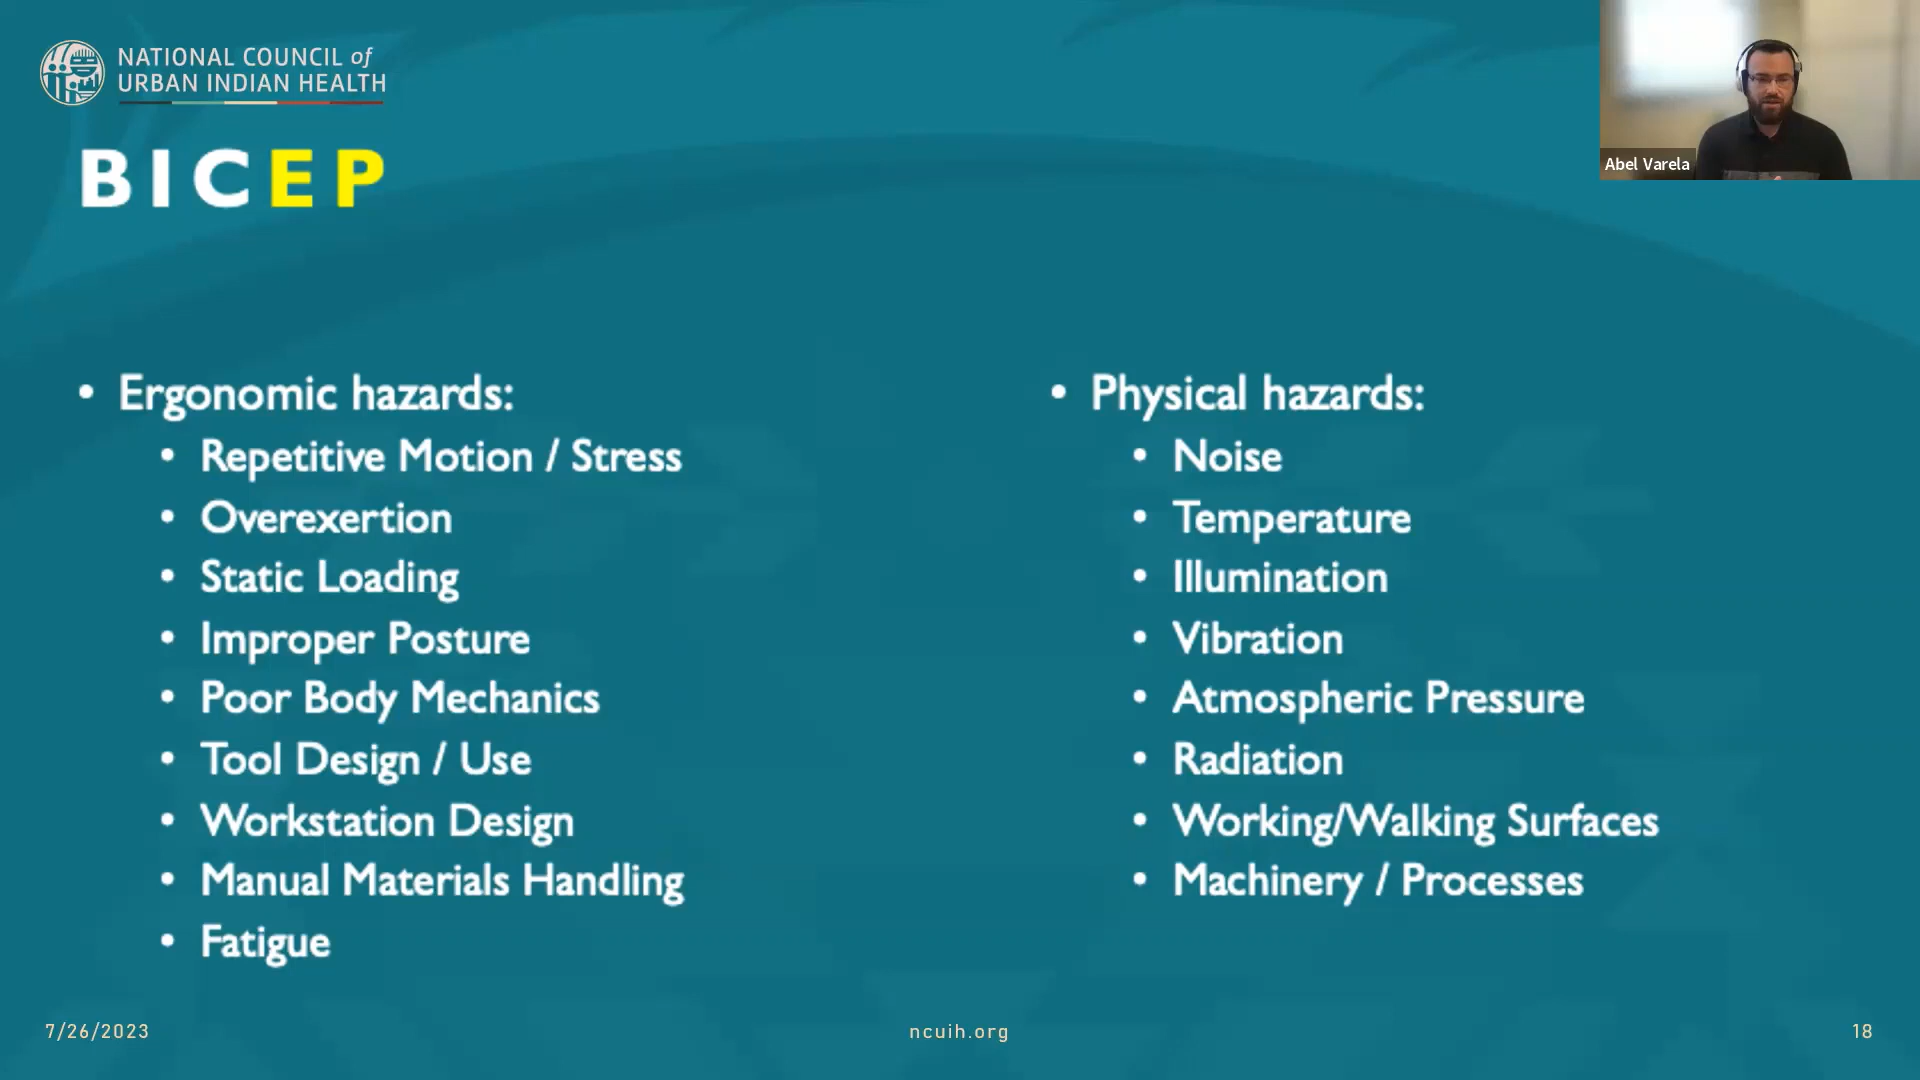 NATIONAL COUNCIL of
URBAN INDIAN HEALTH
BICEP
Abel Varela
• Ergonomic hazards:
• Repetitive Motion / Stress
• Overexertion
• Static Loading
• Improper Posture
• Poor Body Mechanics
• Tool Design / Use
• Workstation Design
• Manual Materials Handling
• Fatigue
• Physical hazards:
• Noise
• Temperature
• Illumination
• Vibration
• Atmospheric Pressure
• Radiation
• Working/Walking Surfaces
• Machinery / Processes
7/26/2023
ncuih.org
18